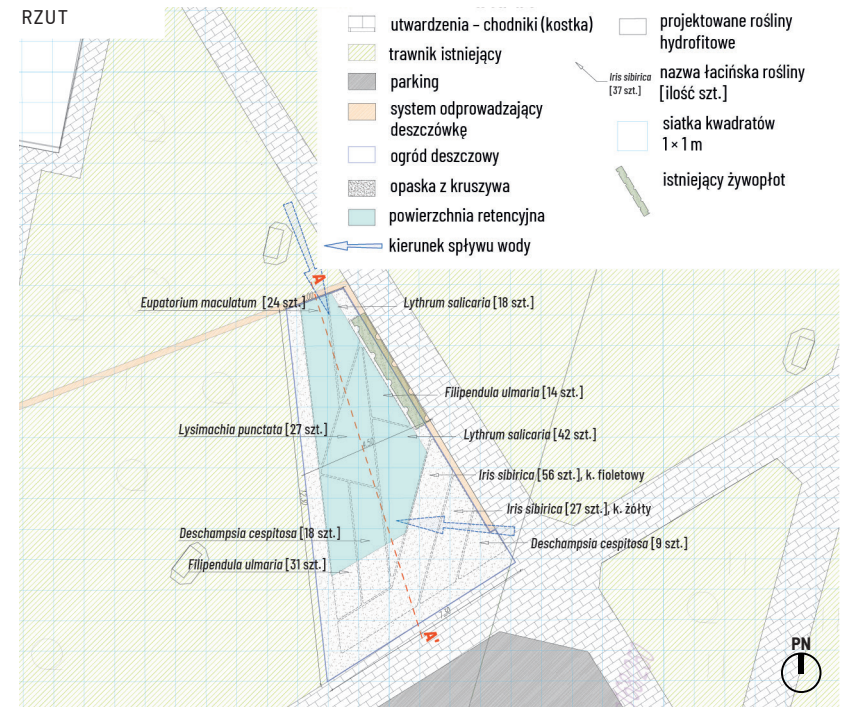 RZUT
utwardzenia – chodniki (kostka)
trawnik istniejący
parking
system odprowadzający
deszczówkę
ogród deszczowy
opaska z kruszywa
powierzchnia retencyjna
kierunek spływu wody
projektowane rośliny
hydrofitowe
Iris sibirica
[37 szt.]
nazwa łacińska rośliny
[ilość szt.]
siatka kwadratów
1 × 1 m
istniejący żywopłot
A
Eupatorium maculatum [24 szt.]
Lythrum salicaria [18 szt.]
Filipendula ulmaria [14 szt.]
Lysimachia punctata [27 szt.]
Lythrum salicaria [42 szt.]
Iris sibirica [56 szt.], k. fioletowy
Iris sibirica [27 szt.], k. żółty
Deschampsia cespitosa [18 szt.]
Deschampsia cespitosa [9 szt.]
Filipendula ulmaria [31 szt.]
A'
PN